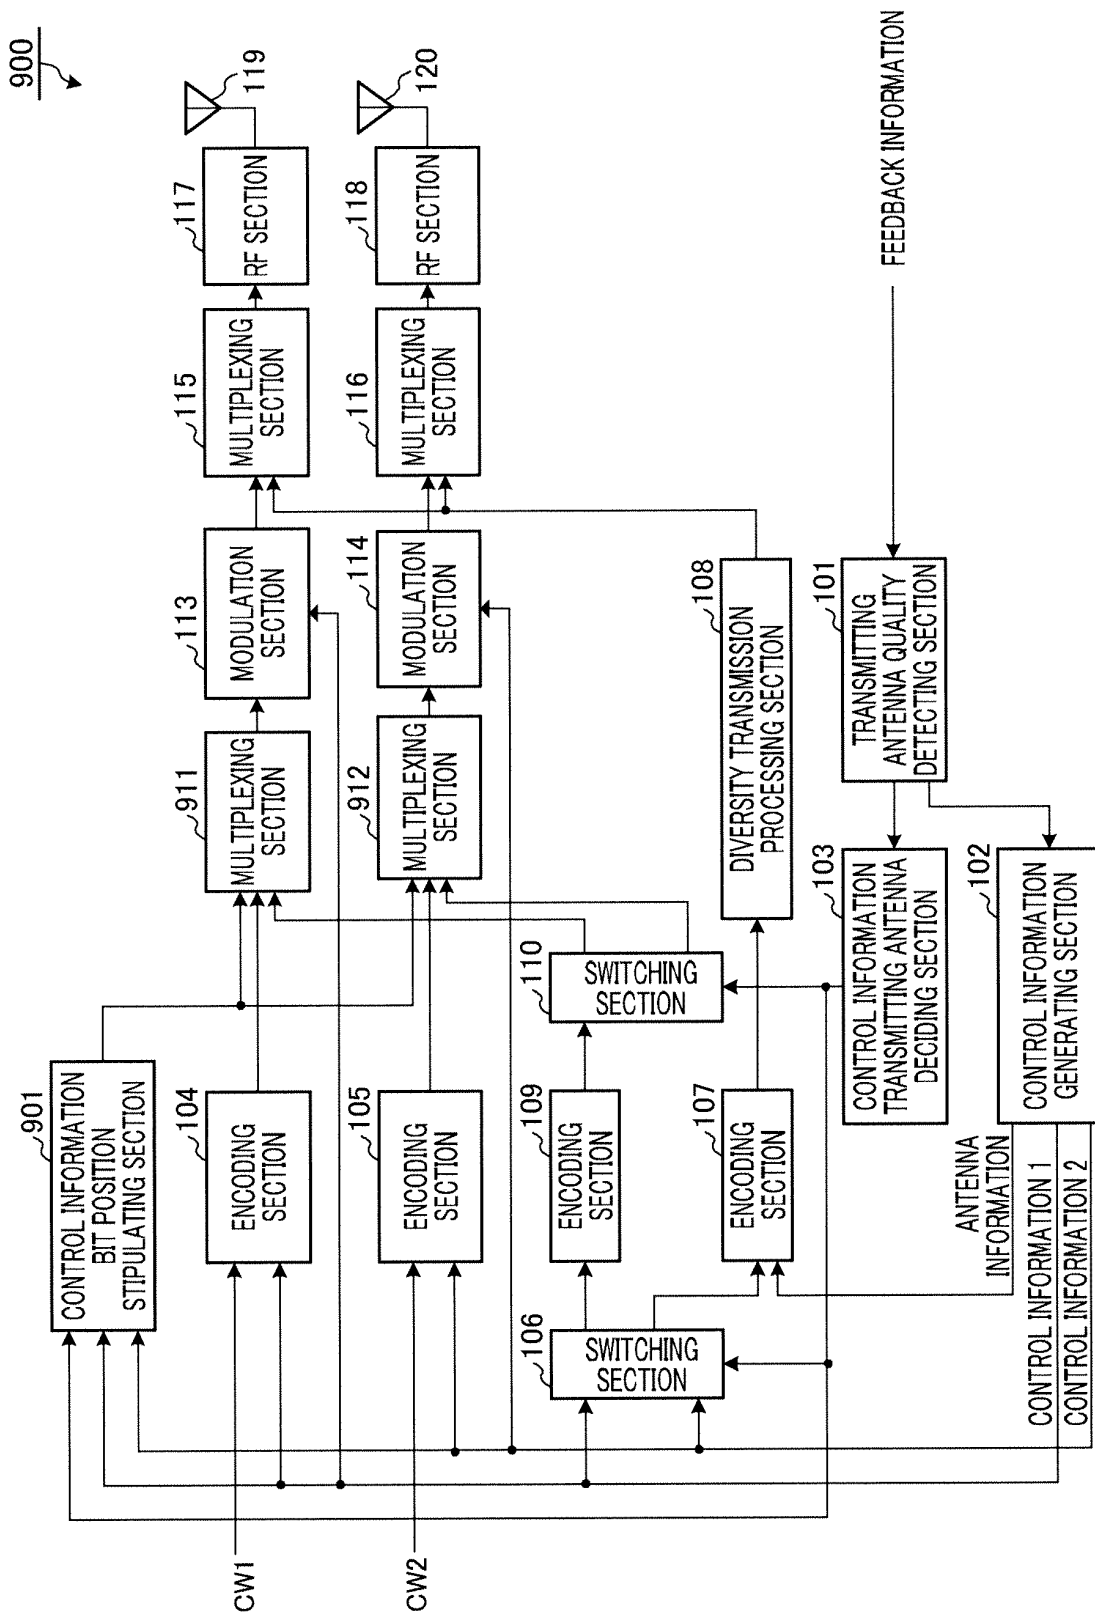 900
901
CONTROL INFORMATION
BIT POSITION
STIPULATING SECTION
CW1
104
ENCODING
SECTION
911
MULTIPLEXING
SECTION
113
MODULATION
SECTION
115
MULTIPLEXING
SECTION
117
RF SECTION
119
CW2
105
ENCODING
SECTION
912
MULTIPLEXING
SECTION
114
MODULATION
SECTION
116
MULTIPLEXING
SECTION
118
RF SECTION
120
106
SWITCHING
SECTION
109
ENCODING
SECTION
110
SWITCHING
SECTION
107
ENCODING
SECTION
108
DIVERSITY TRANSMISSION
PROCESSING SECTION
103
CONTROL INFORMATION
TRANSMITTING ANTENNA
DECIDING SECTION
101
TRANSMITTING
ANTENNA QUALITY
DETECTING SECTION
FEEDBACK INFORMATION
ANTENNA
INFORMATION
CONTROL INFORMATION 1
CONTROL INFORMATION 2
102
CONTROL INFORMATION
GENERATING SECTION